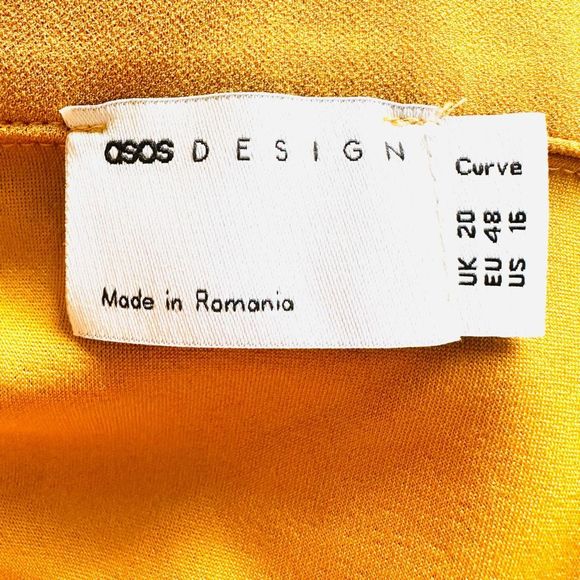 asos DESIGN
Made in Romania
Curve
UK 20
EU 48
US 16